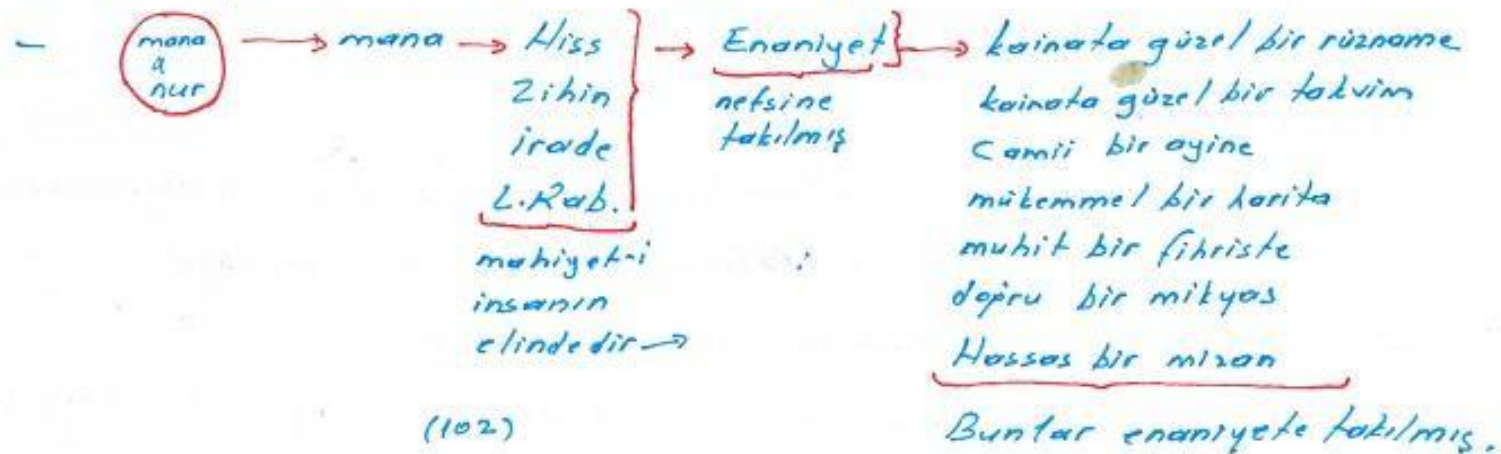 - mana
a
nur → mana → Hiss → Enaniyet → kainata güzel bir rûzname
Zihin nefsine kainata güzel bir takvim
irade takılmış Camii bir ayine
L.Rab. mükemmel bir harita
mahiyet-i muhit bir fihriste
insanın doğru bir mikyas
elindedir → Hassas bir mizan
(102) Bunlar enaniyete takılmış.